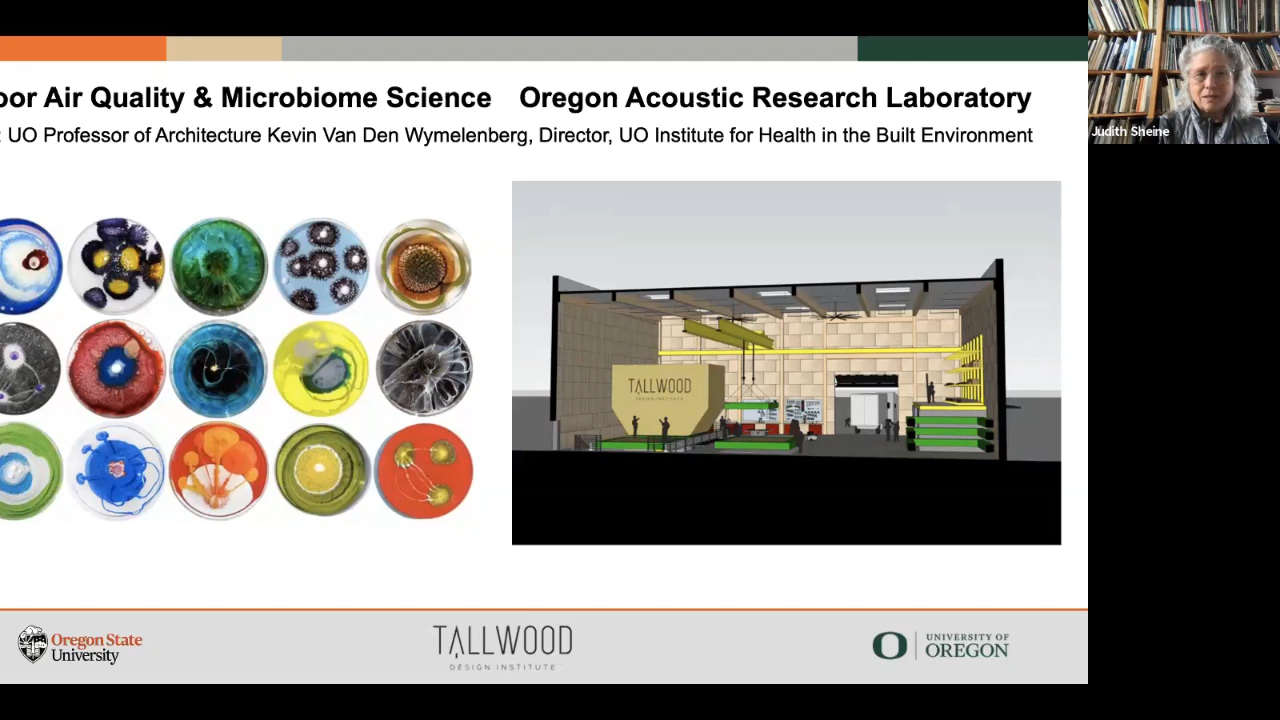 oor Air Quality & Microbiome Science
Oregon Acoustic Research Laboratory
: UO Professor of Architecture Kevin Van Den Wymelenberg, Director, UO Institute for Health in the Built Environment
Judith Sheine
TALLWOOD
DESIGN INSTITUTE
Oregon State
University
TALLWOOD
DESIGN INSTITUTE
O
UNIVERSITY OF
OREGON